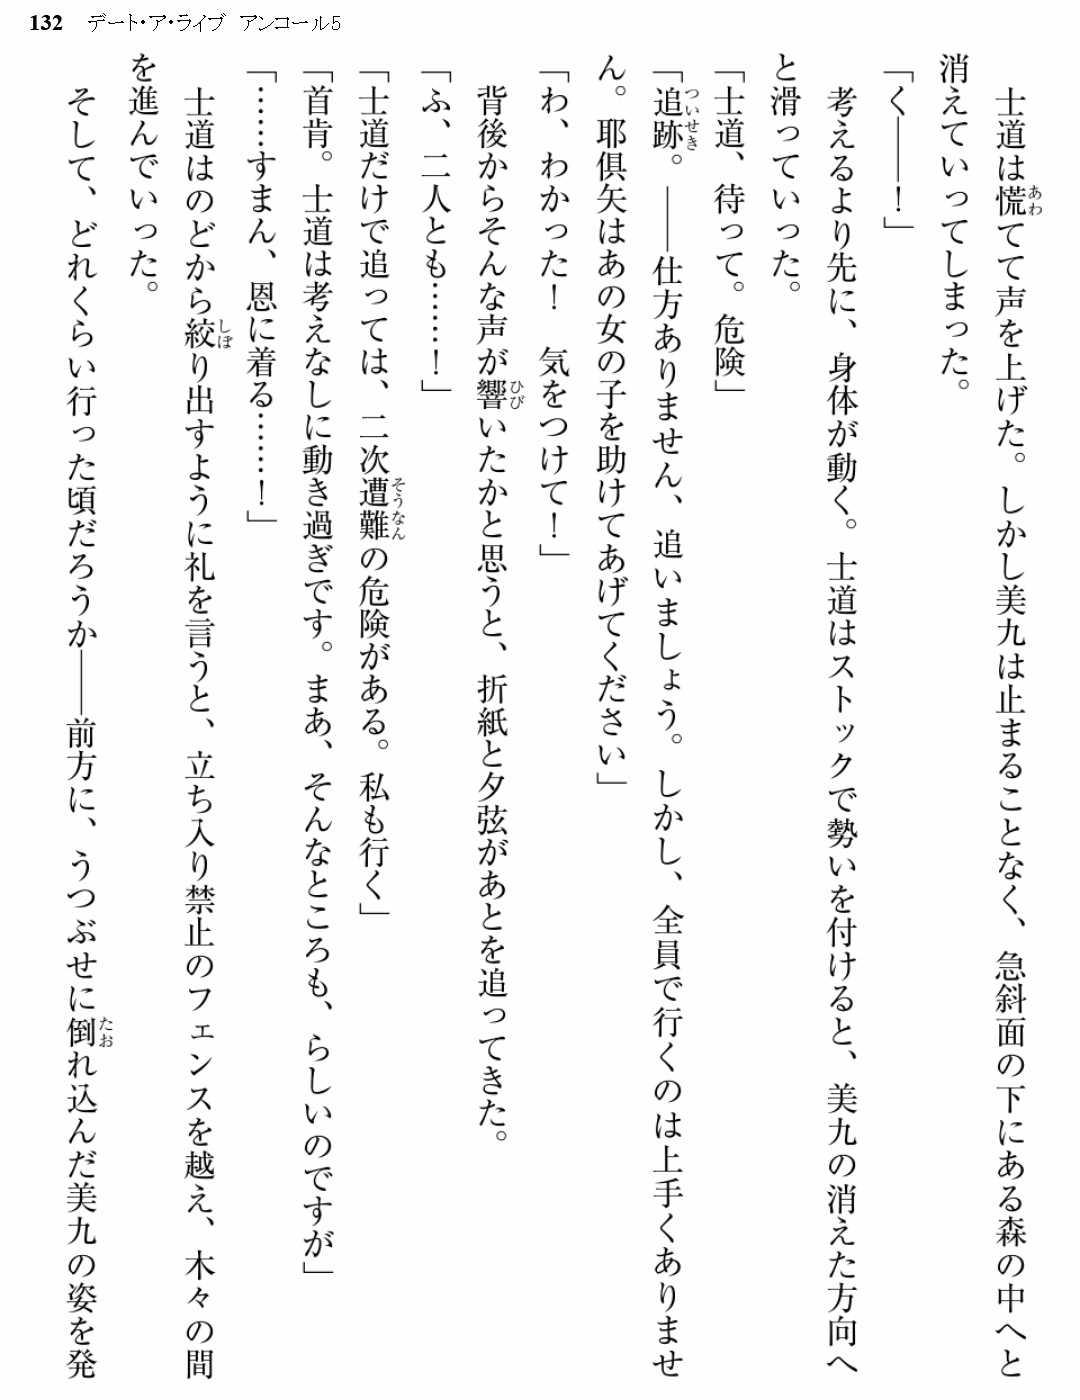 132 デート・ア・ライブ アンコール5
　士道は慌てて声を上げた。しかし美九は止まることなく、急斜面の下にある森の中へと
消えていってしまった。
「く――！」
　考えるより先に、身体が動く。士道はストックで勢いを付けると、美九の消えた方向へ
と滑っていった。
「士道、待って。危険」
「追跡。――仕方ありません、追いましょう。しかし、全員で行くのは上手くありませ
ん。耶倶矢はあの女の子を助けてあげてください」
「わ、わかった！　気をつけて！」
　背後からそんな声が響いたかと思うと、折紙と夕弦があとを追ってきた。
「ふ、二人とも……！」
「士道だけで追っては、二次遭難の危険がある。私も行く」
「首肯。士道は考えなしに動き過ぎです。まあ、そんなところも、らしいのですが」
「……すまん、恩に着る……！」
　士道はのどから絞り出すように礼を言うと、立ち入り禁止のフェンスを越え、木々の間
を進んでいった。
　そして、どれくらい行った頃だろうか――前方に、うつぶせに倒れ込んだ美九の姿を発